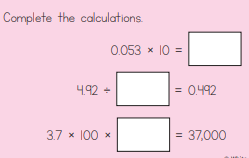 Complete the calculations.
0.053 × 10 =
4.92 ÷ = 0.492
3.7 × 100 × = 37,000